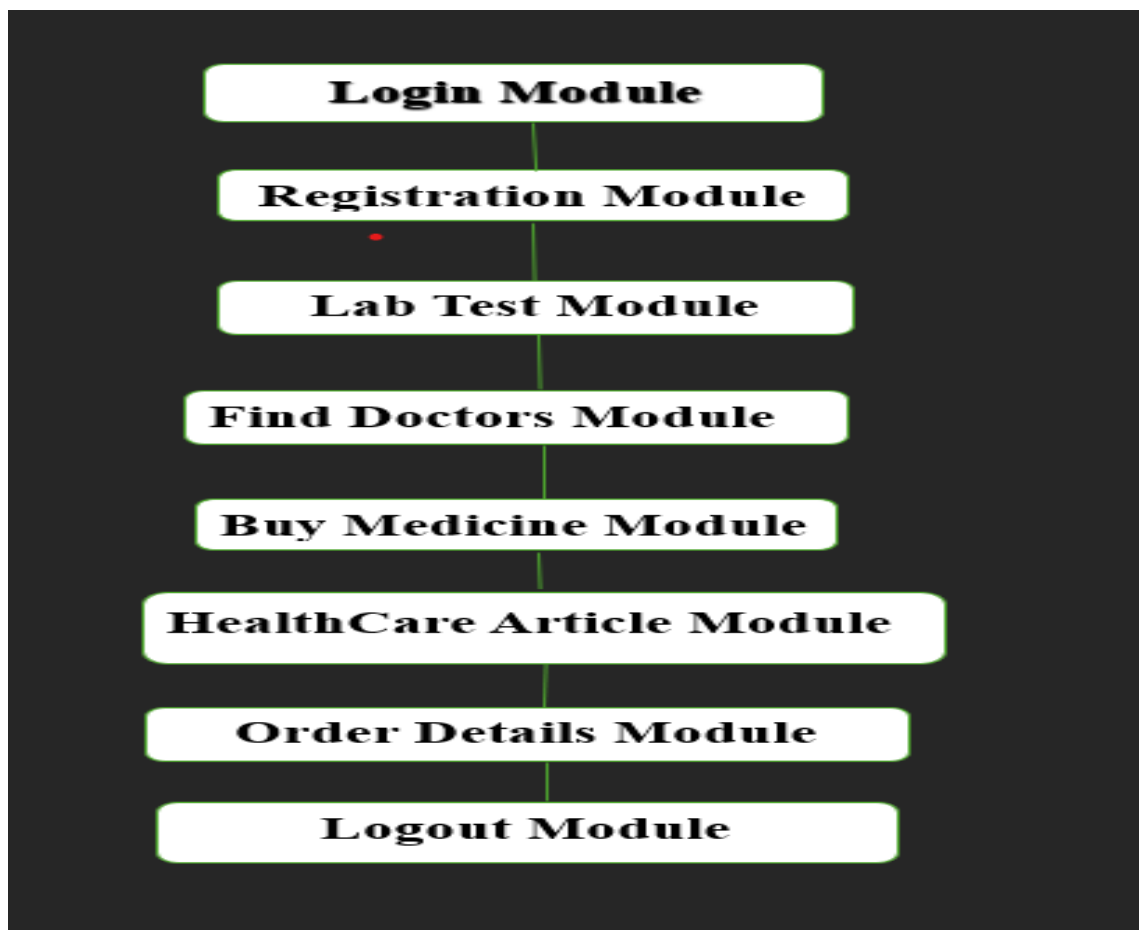 Login Module
Registration Module
Lab Test Module
Find Doctors Module
Buy Medicine Module
HealthCare Article Module
Order Details Module
Logout Module